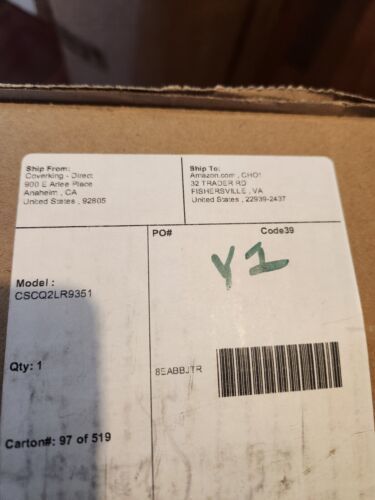 Ship From:
Coverking - Direct
900 E Arlee Place
Anaheim , CA
United States , 92805
Ship To:
Amazon.com , CHO1
32 TRADER RD
FISHERSVILLE , VA
United States , 22939-2437
PO#
Code39
Y1
Model :
CSCQ2LR9351
Qty: 1
8EABBJTR
Carton#: 97 of 519